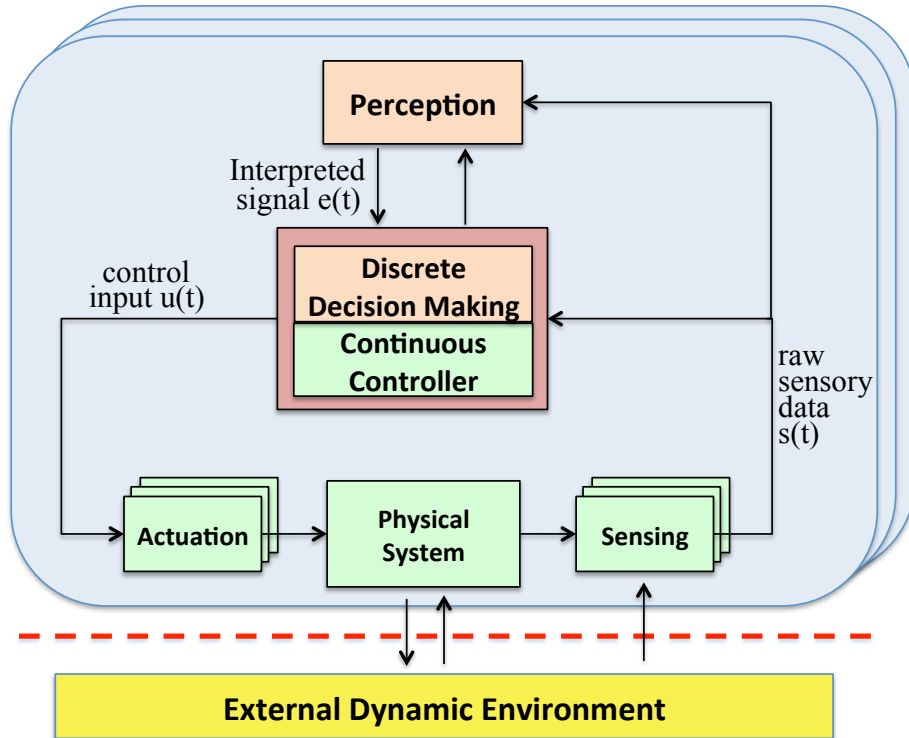 Perception
Interpreted
signal e(t)
control
input u(t)
Discrete
Decision Making
Continuous
Controller
raw
sensory
data
s(t)
Actuation
Physical
System
Sensing
External Dynamic Environment